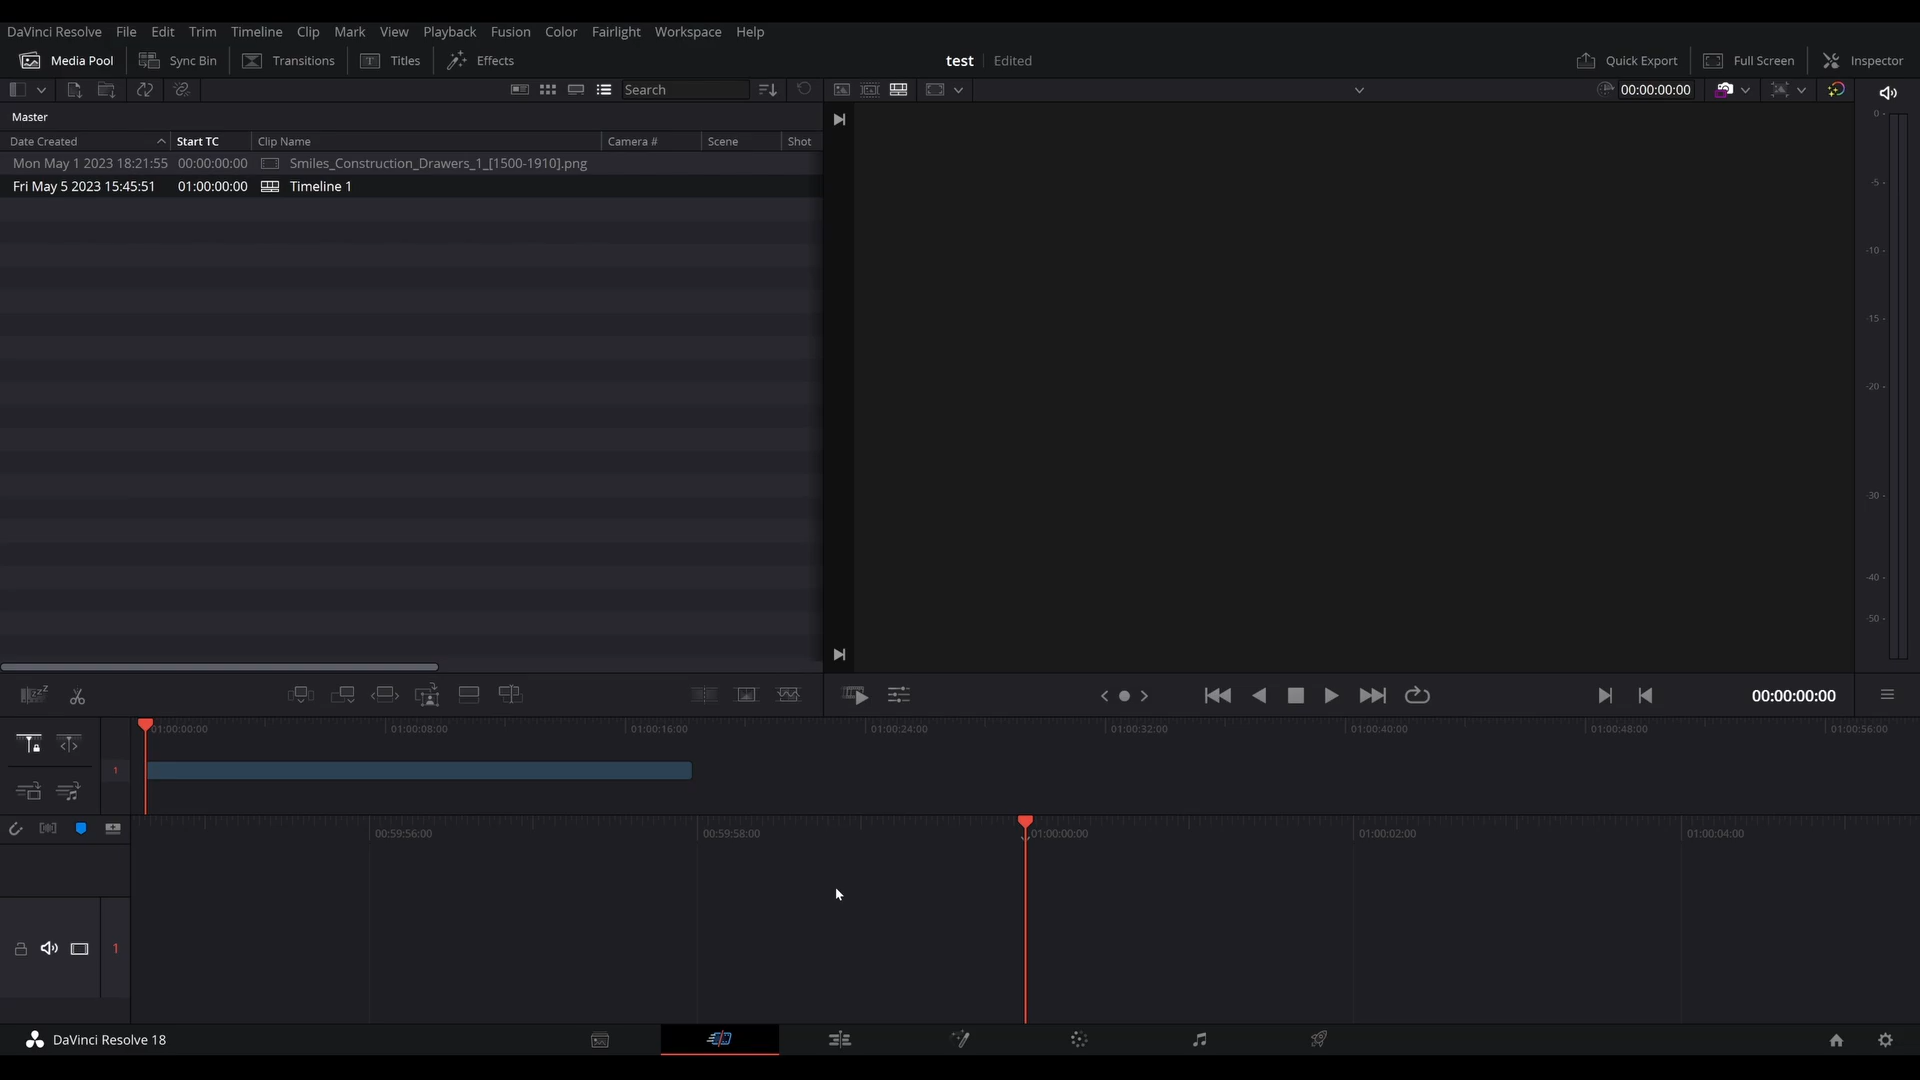 DaVinci Resolve File Edit Trim Timeline Clip Mark View Playback Fusion Color Fairlight Workspace Help
Media Pool Sync Bin Transitions Titles Effects test Edited Quick Export Full Screen Inspector
Search 00:00:00:00
Master
Date Created Start TC Clip Name Camera # Scene Shot
Mon May 1 2023 18:21:55 00:00:00:00 Smiles_Construction_Drawers_1_[1500-1910].png
Fri May 5 2023 15:45:51 01:00:00:00 Timeline 1
0
-5
-10
-15
-20
-30
-40
-50
00:00:00:00
01:00:00:00 01:00:08:00 01:00:16:00 01:00:24:00 01:00:32:00 01:00:40:00 01:00:48:00 01:00:56:00
1
00:59:56:00 00:59:58:00 01:00:00:00 01:00:02:00 01:00:04:00
1
DaVinci Resolve 18